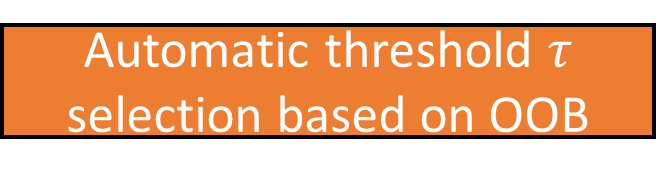 Automatic threshold 𝜏
selection based on OOB